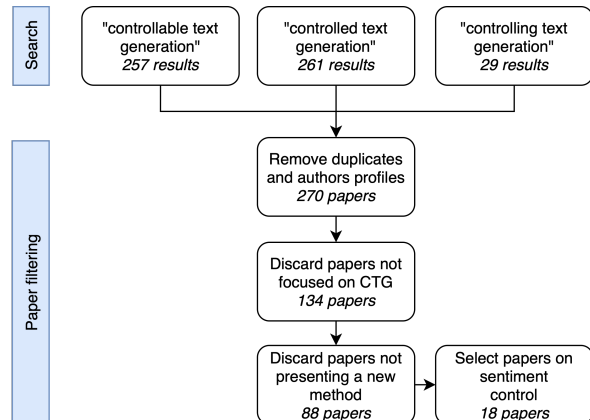 Search
"controllable text
generation"
257 results
"controlled text
generation"
261 results
"controlling text
generation"
29 results
Paper filtering
Remove duplicates
and authors profiles
270 papers
Discard papers not
focused on CTG
134 papers
Discard papers not
presenting a new
method
88 papers
Select papers on
sentiment
control
18 papers